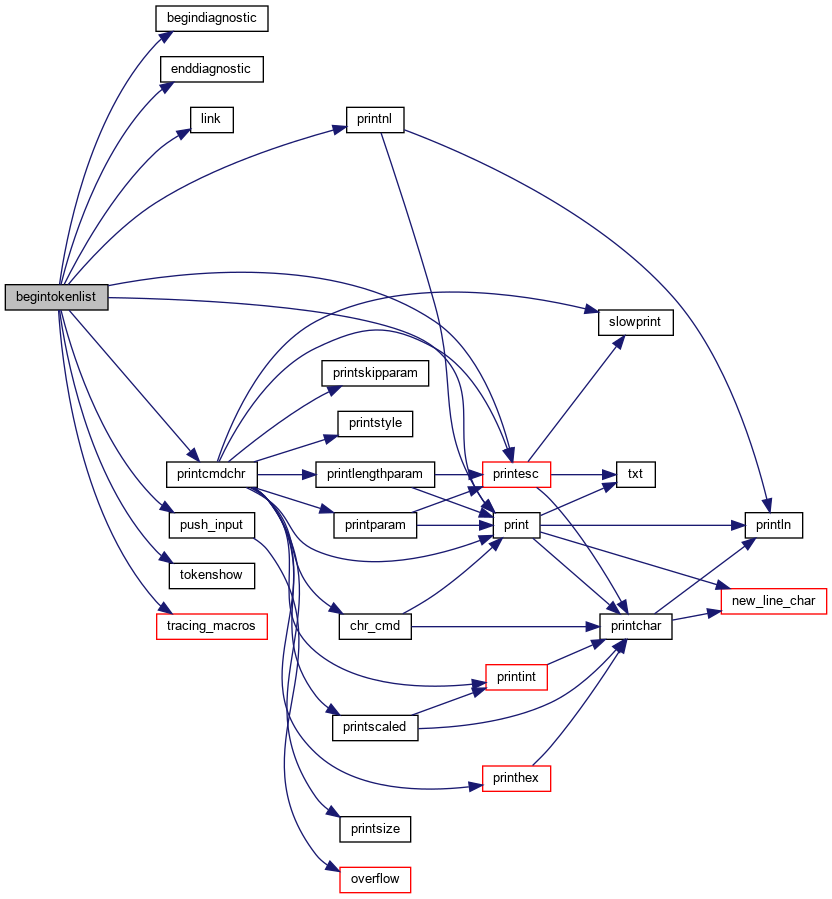 begindiagnostic
enddiagnostic
link
printnl
begintokenlist
slowprint
printskipparam
printstyle
printcmdchr
printlengthparam
printesc
txt
push_input
printparam
print
println
tokenshow
new_line_char
tracing_macros
chr_cmd
printchar
printint
printscaled
printhex
printsize
overflow